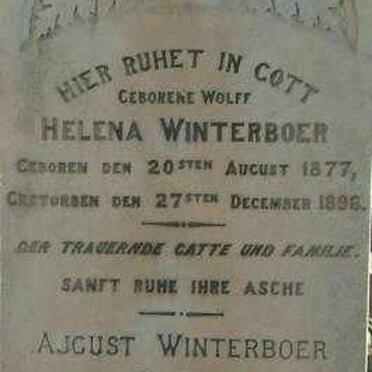 HIER RUHET IN GOTT
GEBORENE WOLFF
HELENA WINTERBOER
GEBOREN DEN 20STEN AUGUST 1877,
GESTORBEN DEN 27STEN DECEMBER 1898.
DER TRAUERNDE GATTE UND FAMILIE.
SANFT RUHE IHRE ASCHE
AUGUST WINTERBOER